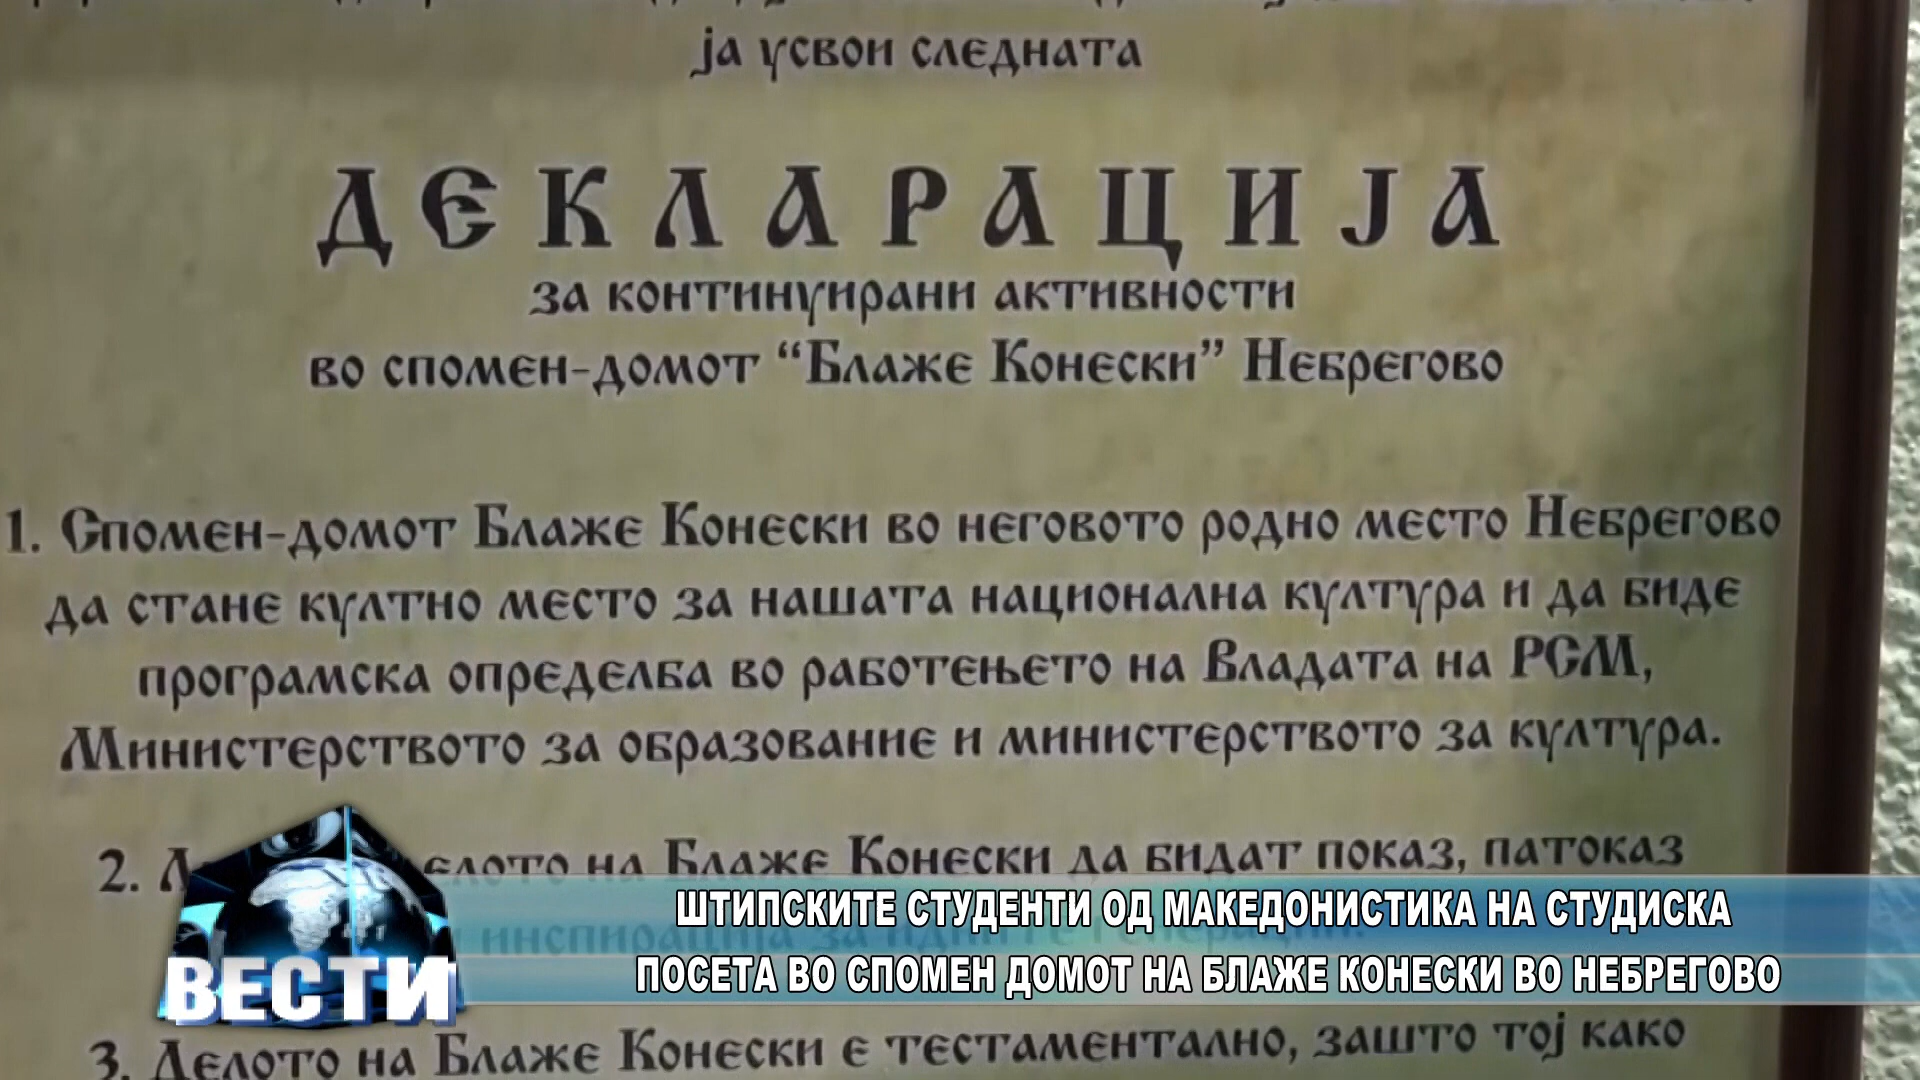 ја усвои следната
ДЕКЛАРАЦИЈА
за континуирани активности
во спомен-домот “Блаже Конески” Небрегово
1. Спомен-домот Блаже Конески во неговото родно место Небрегово
да стане културно место за нашата национална култура и да биде
програмска определба во работењето на Владата на РСМ,
Министерството за образование и министерството за култура.
2. на Блаже Конески да бидат показ, патоказ
инспирација за
3. Делото на Блаже Конески е тестаментално, зашто тој како
ВЕСТИ
ШТИПСКИТЕ СТУДЕНТИ ОД МАКЕДОНИСТИКА НА СТУДИСКА
ПОСЕТА ВО СПОМЕН ДОМОТ НА БЛАЖЕ КОНЕСКИ ВО НЕБРЕГОВО